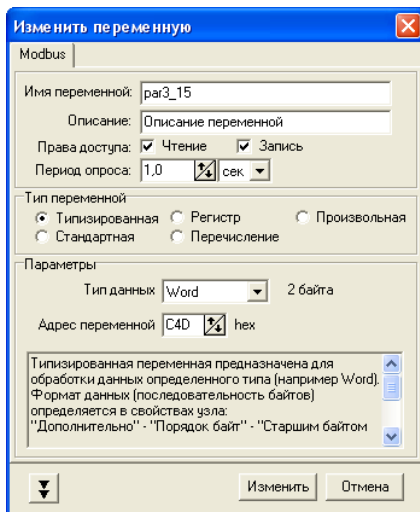 Изменить переменную
Modbus
Имя переменной: par3_15
Описание: Описание переменной
Права доступа: Чтение Запись
Период опроса: 1,0 сек
Тип переменной
Типизированная Регистр Произвольная
Стандартная Перечисление
Параметры
Тип данных Word 2 байта
Адрес переменной C4D hex
Типизированная переменная предназначена для
обработки данных определенного типа (например Word).
Формат данных (последовательность байтов)
определяется в свойствах узла:
"Дополнительно" - "Порядок байт" - "Старшим байтом
Изменить Отмена